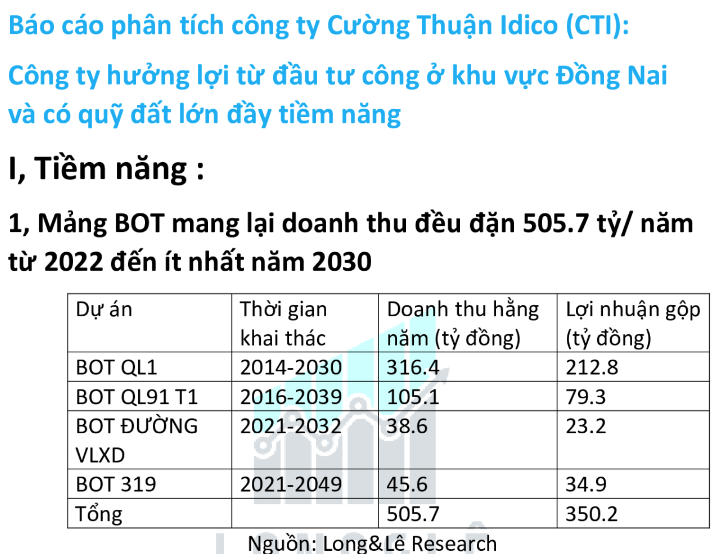 Báo cáo phân tích công ty Cường Thuận Idico (CTI):
Công ty hưởng lợi từ đầu tư công ở khu vực Đồng Nai
và có quỹ đất lớn đầy tiềm năng
I, Tiềm năng :
1, Mảng BOT mang lại doanh thu đều đặn 505.7 tỷ/ năm
từ 2022 đến ít nhất năm 2030
Dự án Thời gian khai thác Doanh thu hằng năm (tỷ đồng) Lợi nhuận gộp (tỷ đồng)
BOT QL1 2014-2030 316.4 212.8
BOT QL91 T1 2016-2039 105.1 79.3
BOT ĐƯỜNG VLXD 2021-2032 38.6 23.2
BOT 319 2021-2049 45.6 34.9
Tổng 505.7 350.2
Nguồn: Long&Lê Research